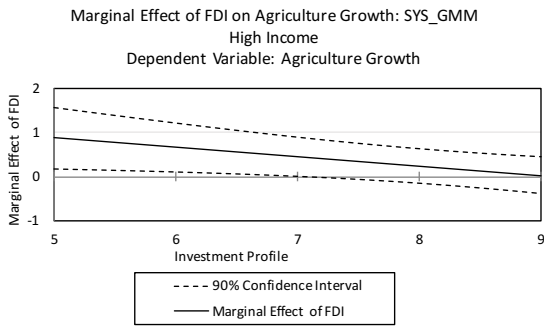 Marginal Effect of FDI on Agriculture Growth: SYS_GMM
High Income
Dependent Variable: Agriculture Growth
Marginal Effect of FDI
2
1
0
-1
5 6 7 8 9
Investment Profile
90% Confidence Interval
Marginal Effect of FDI